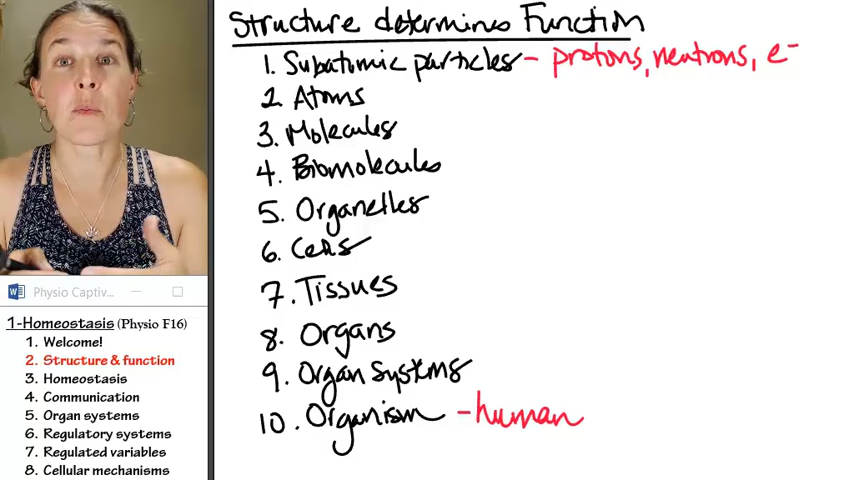 Structure determines Function
1. Subatomic particles - protons, neutrons, e-
2. Atoms
3. Molecules
4. Biomolecules
5. Organelles
6. Cells
7. Tissues
8. Organs
9. Organ Systems
10. Organism - human
Physio Captiv...
1-Homeostasis (Physio F16)
1. Welcome!
2. Structure & function
3. Homeostasis
4. Communication
5. Organ systems
6. Regulatory systems
7. Regulated variables
8. Cellular mechanisms